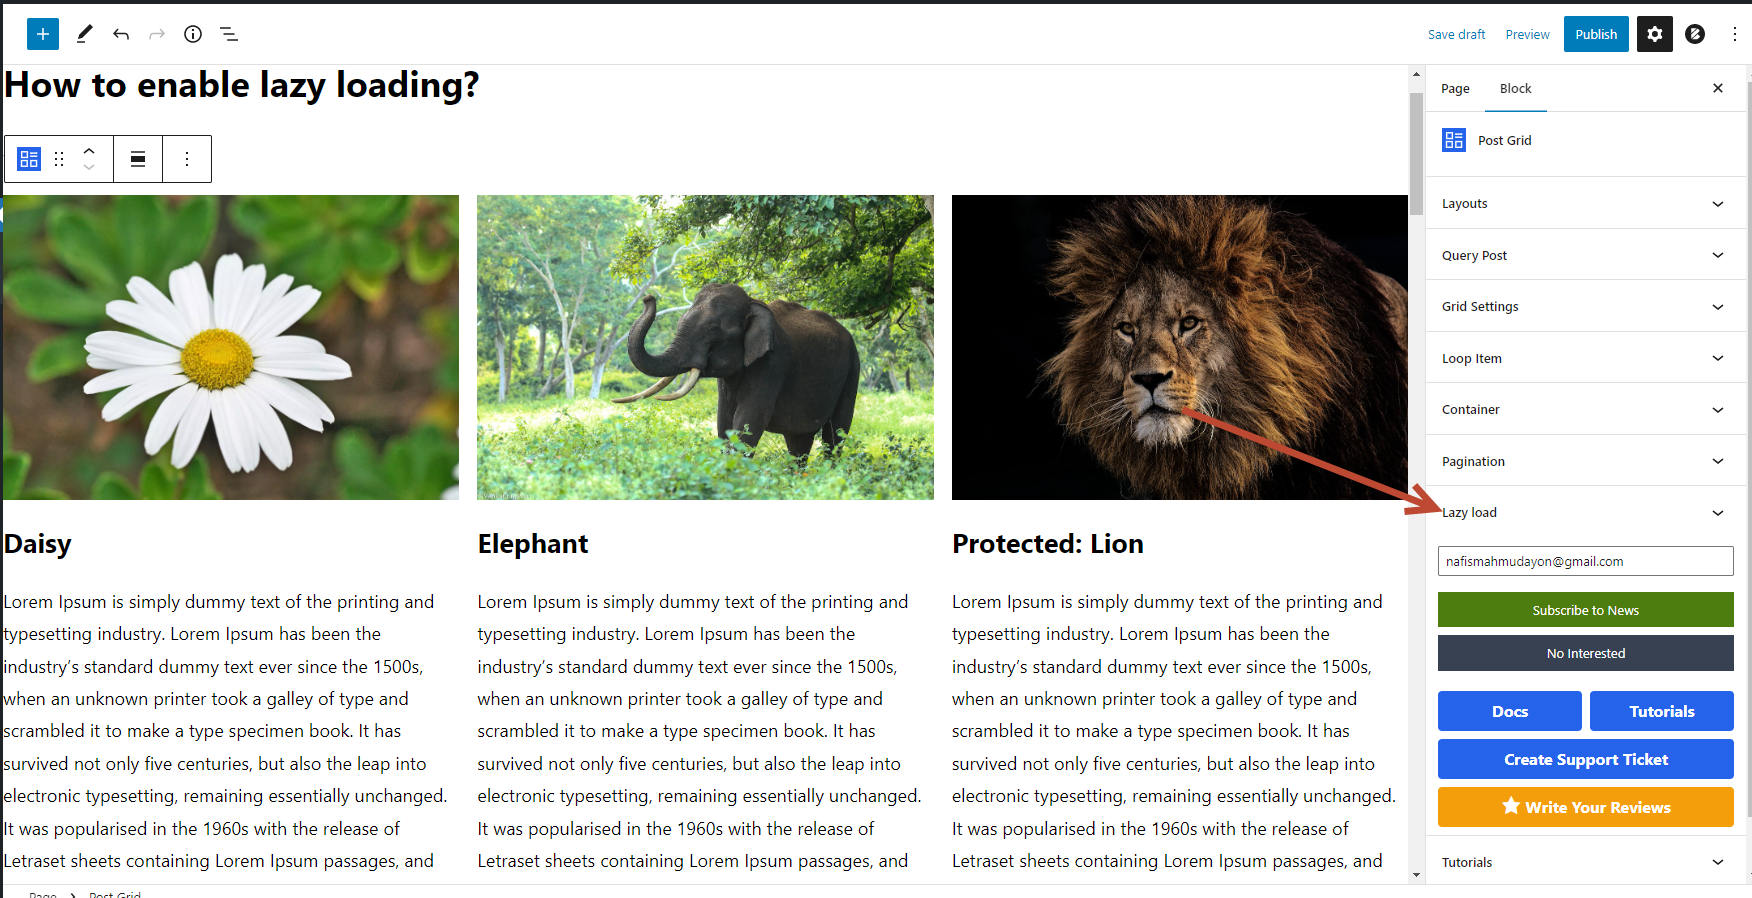 Save draft
Preview
Publish
How to enable lazy loading?
Page
Block
Post Grid
Layouts
Query Post
Grid Settings
Loop Item
Container
Pagination
Lazy load
nafismahmudayon@gmail.com
Subscribe to News
No Interested
Docs
Tutorials
Create Support Ticket
Write Your Reviews
Tutorials
Daisy
Lorem Ipsum is simply dummy text of the printing and
typesetting industry. Lorem Ipsum has been the
industry’s standard dummy text ever since the 1500s,
when an unknown printer took a galley of type and
scrambled it to make a type specimen book. It has
survived not only five centuries, but also the leap into
electronic typesetting, remaining essentially unchanged.
It was popularised in the 1960s with the release of
Letraset sheets containing Lorem Ipsum passages, and
Elephant
Lorem Ipsum is simply dummy text of the printing and
typesetting industry. Lorem Ipsum has been the
industry’s standard dummy text ever since the 1500s,
when an unknown printer took a galley of type and
scrambled it to make a type specimen book. It has
survived not only five centuries, but also the leap into
electronic typesetting, remaining essentially unchanged.
It was popularised in the 1960s with the release of
Letraset sheets containing Lorem Ipsum passages, and
Protected: Lion
Lorem Ipsum is simply dummy text of the printing and
typesetting industry. Lorem Ipsum has been the
industry’s standard dummy text ever since the 1500s,
when an unknown printer took a galley of type and
scrambled it to make a type specimen book. It has
survived not only five centuries, but also the leap into
electronic typesetting, remaining essentially unchanged.
It was popularised in the 1960s with the release of
Letraset sheets containing Lorem Ipsum passages, and
Page > Post Grid